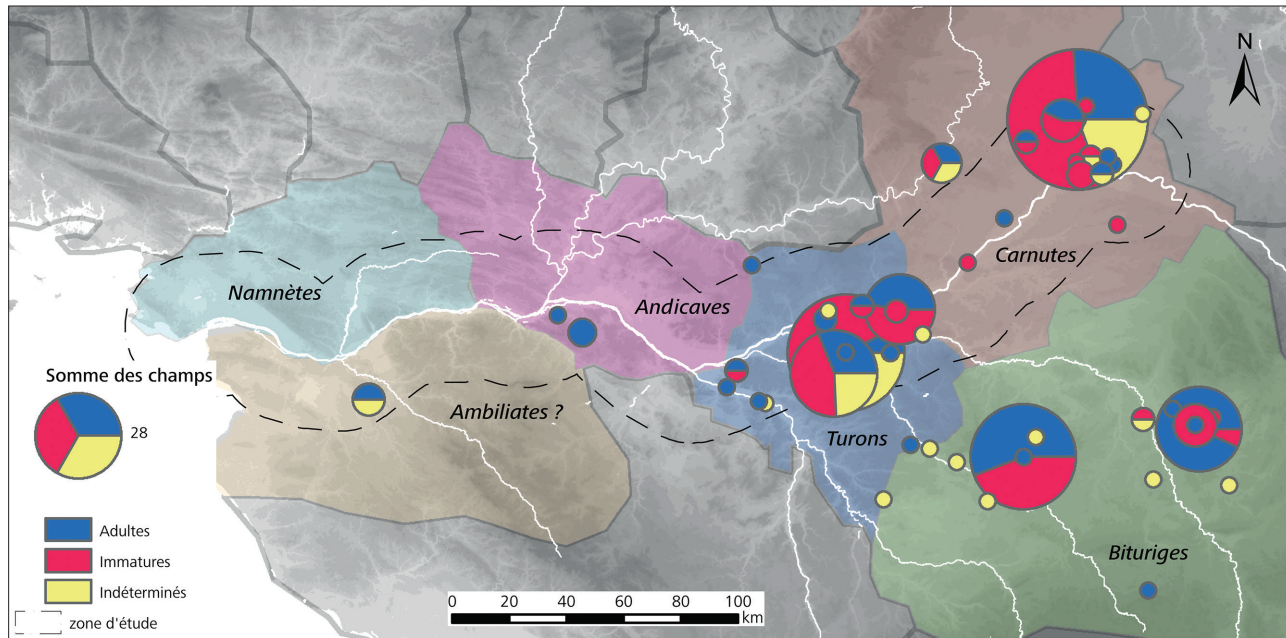 N
Carnutes
Namnètes
Andicaves
Somme des champs
Ambiliates ?
28
Turons
Adultes
Immatures
Bituriges
Indéterminés
0 20 40 60 80 100
km
zone d'étude